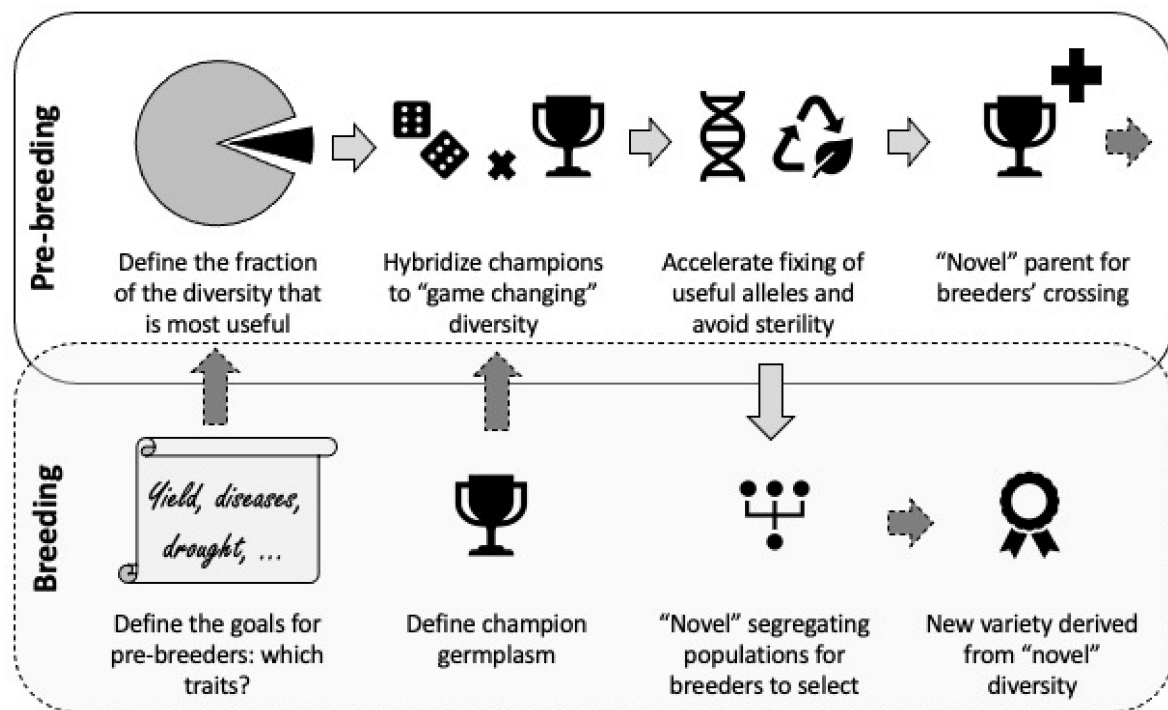 Pre-breeding
Define the fraction
of the diversity that
is most useful
Hybridize champions
to “game changing”
diversity
Accelerate fixing of
useful alleles and
avoid sterility
“Novel” parent for
breeders’ crossing
Breeding
Yield, diseases,
drought, ...
Define the goals for
pre-breeders: which
traits?
Define champion
germplasm
“Novel” segregating
populations for
breeders to select
New variety derived
from “novel”
diversity